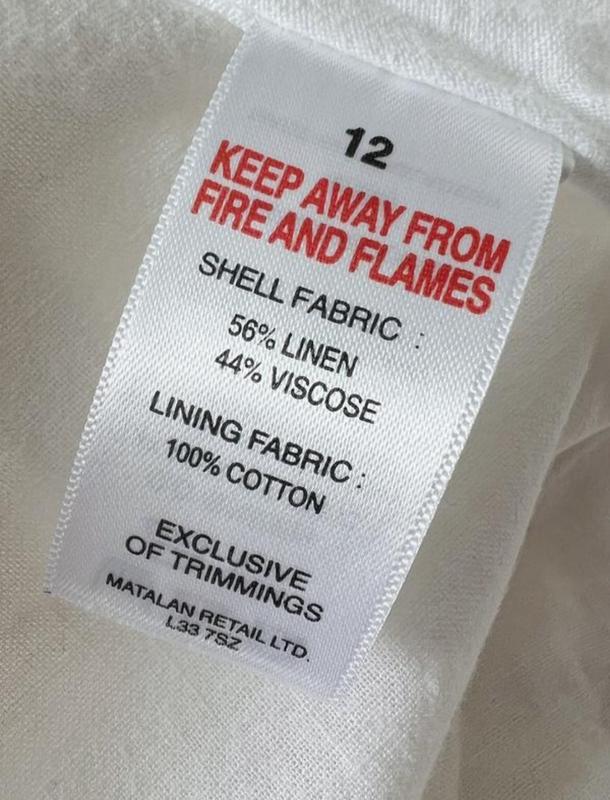 12
KEEP AWAY FROM
FIRE AND FLAMES
SHELL FABRIC :
56% LINEN
44% VISCOSE
LINING FABRIC :
100% COTTON
EXCLUSIVE
OF TRIMMINGS
MATALAN RETAIL LTD.
L33 7SZ